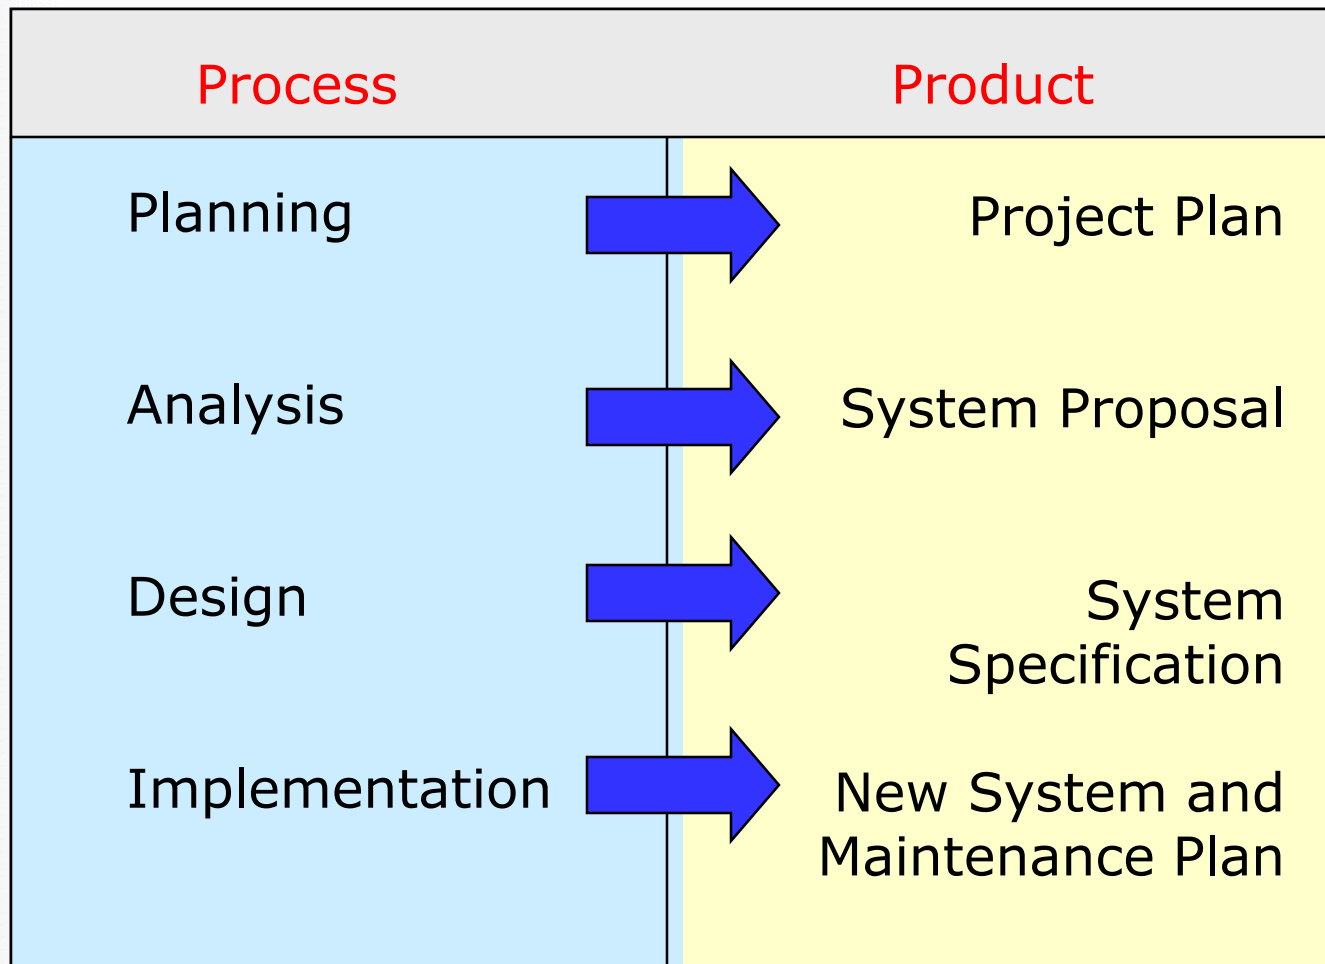 Process
Product
Planning
Project Plan
Analysis
System Proposal
Design
System
Specification
Implementation
New System and
Maintenance Plan